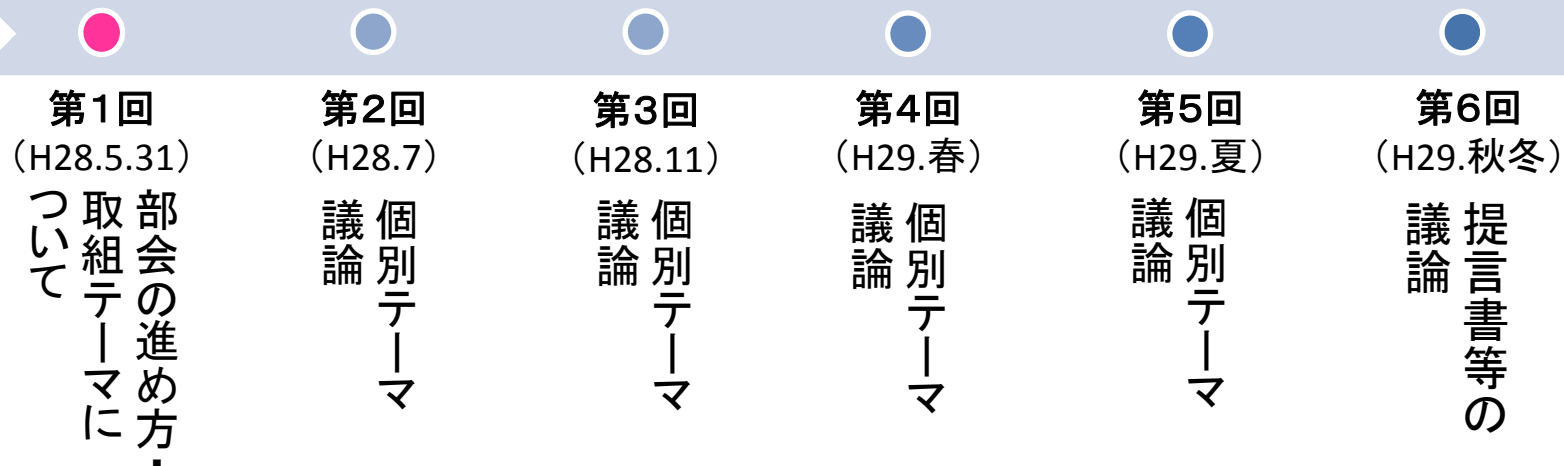 第1回
（H28.5.31）
部会の進め方・
取組テーマに
ついて
第2回
（H28.7）
個別テーマ
議論
第3回
（H28.11）
個別テーマ
議論
第4回
（H29.春）
個別テーマ
議論
第5回
（H29.夏）
個別テーマ
議論
第6回
（H29.秋冬）
提言書等の
議論